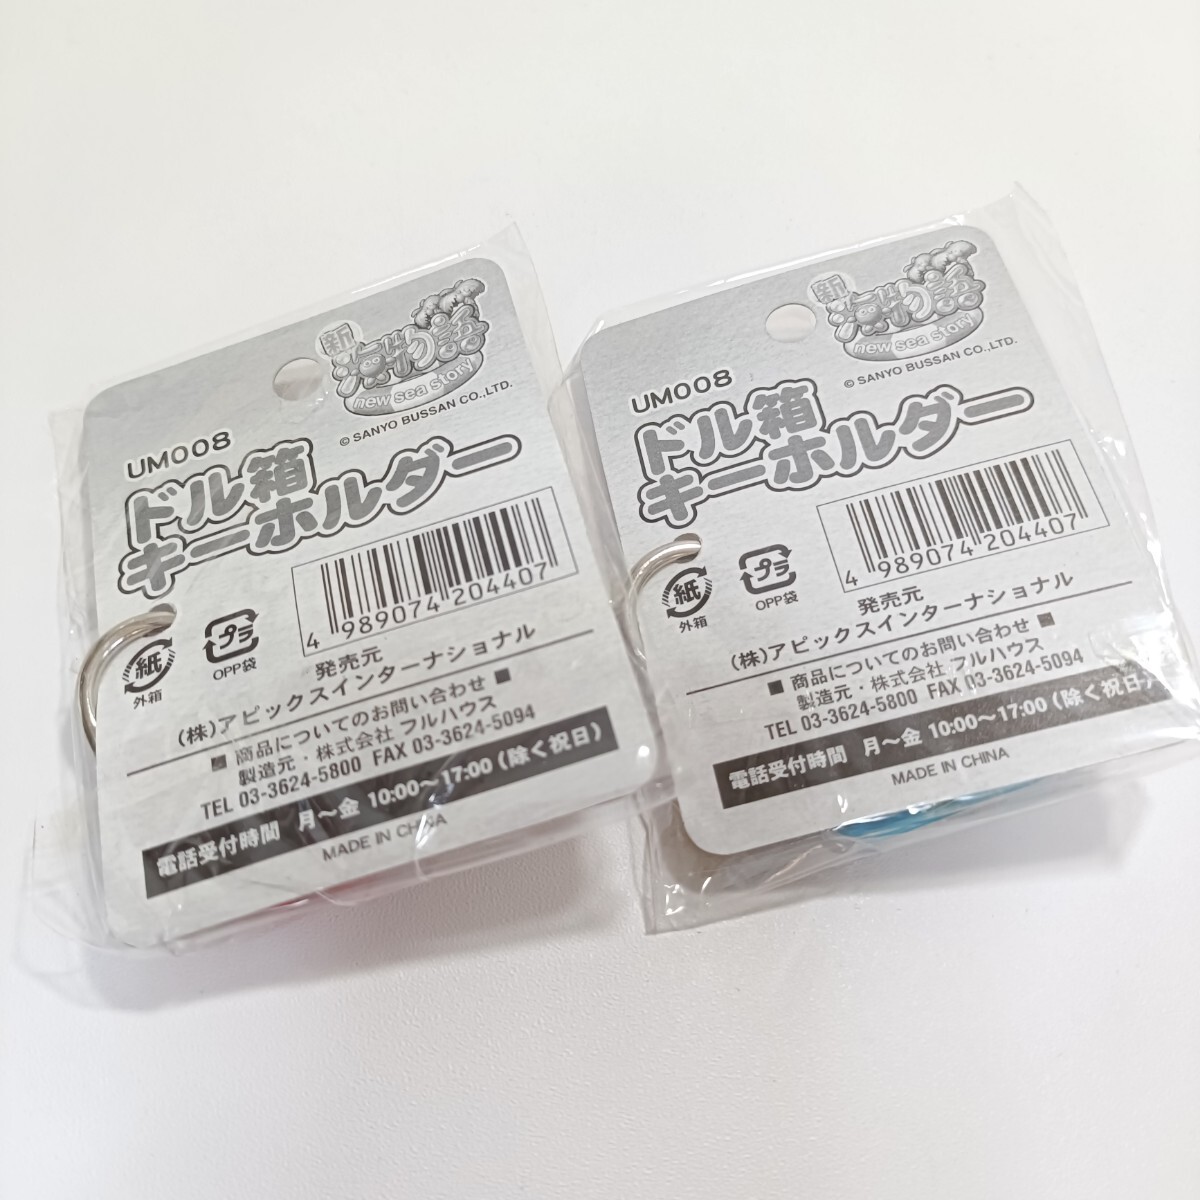 新
海物語
new sea story
© SANYO BUSSAN CO.,LTD.
UM008
ドル箱
キーホルダー
4 989074 204407
紙
外箱
プラ
OPP袋
発売元
(株)アピックスインターナショナル
■ 商品についてのお問い合わせ ■
製造元・株式会社 フルハウス
TEL 03-3624-5800 FAX 03-3624-5094
電話受付時間 月〜金 10:00〜17:00(除く祝日)
MADE IN CHINA
新
海物語
new sea story
© SANYO BUSSAN CO.,LTD.
UM008
ドル箱
キーホルダー
4 989074 204407
紙
外箱
プラ
OPP袋
発売元
(株)アピックスインターナショナル
■ 商品についてのお問い合わせ ■
製造元・株式会社 フルハウス
TEL 03-3624-5800 FAX 03-3624-5094
電話受付時間 月〜金 10:00〜17:00(除く祝日)
MADE IN CHINA